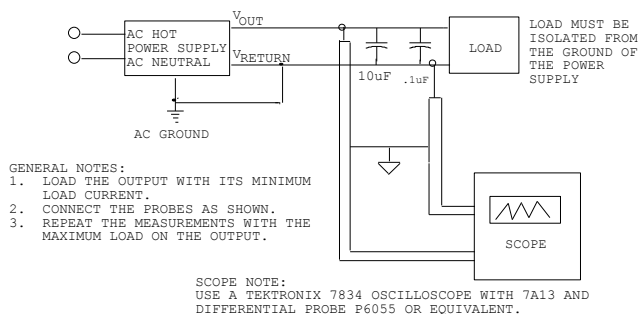 V OUT
AC HOT
POWER SUPPLY
AC NEUTRAL
V RETURN
10uF
.1uF
LOAD
LOAD MUST BE
ISOLATED FROM
THE GROUND OF
THE POWER
SUPPLY
AC GROUND
GENERAL NOTES:
1. LOAD THE OUTPUT WITH ITS MINIMUM
LOAD CURRENT.
2. CONNECT THE PROBES AS SHOWN.
3. REPEAT THE MEASUREMENTS WITH THE
MAXIMUM LOAD ON THE OUTPUT.
SCOPE
SCOPE NOTE:
USE A TEKTRONIX 7834 OSCILLOSCOPE WITH 7A13 AND
DIFFERENTIAL PROBE P6055 OR EQUIVALENT.